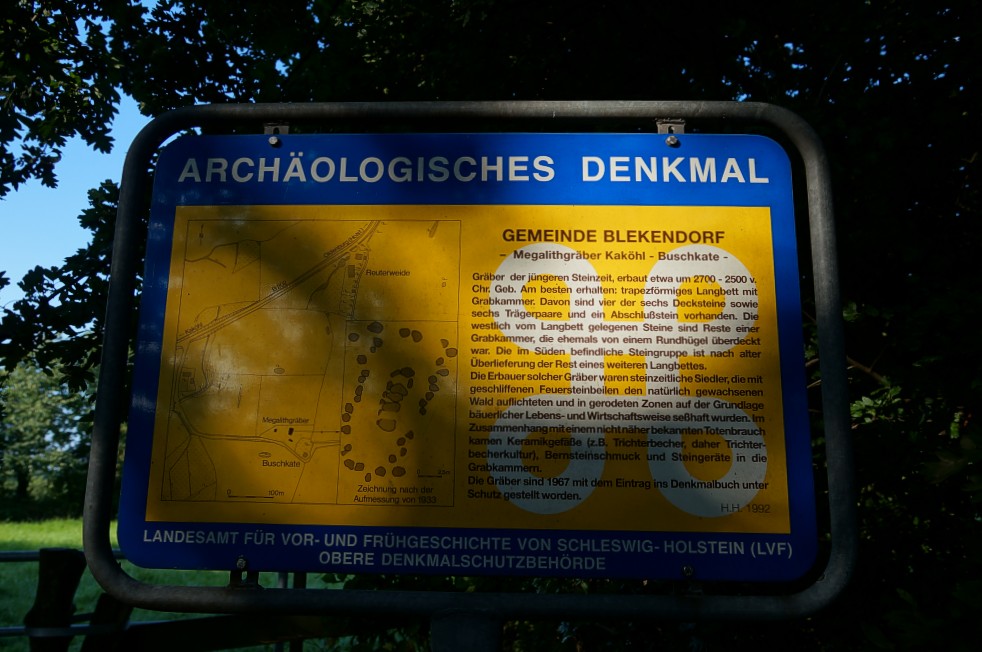 ARCHÄOLOGISCHES DENKMAL
GEMEINDE BLEKENDORF
- Megalithgräber Kaköhl - Buschkate -
Gräber der jüngeren Steinzeit, erbaut etwa um 2700 - 2500 v.
Chr. Geb. Am besten erhalten: trapezförmiges Langbett mit
Grabkammer. Davon sind vier der sechs Decksteine sowie
sechs Trägerpaare und ein Abschlußstein vorhanden. Die
westlich vom Langbett gelegenen Steine sind Reste einer
Grabkammer, die ehemals von einem Rundhügel überdeckt
war. Die im Süden befindliche Steingruppe ist nach alter
Überlieferung der Rest eines weiteren Langbettes.
Die Erbauer solcher Gräber waren steinzeitliche Siedler, die mit
geschliffenen Feuersteinbeilen den natürlich gewachsenen
Wald auflichteten und in gerodeten Zonen auf der Grundlage
bäuerlicher Lebens- und Wirtschaftsweise seßhaft wurden. Im
Zusammenhang mit einem nicht näher bekannten Totenbrauch
kamen Keramikgefäße (z.B. Trichterbecher, daher Trichter-
becherkultur), Bernsteinschmuck und Steingeräte in die
Grabkammern.
Die Gräber sind 1967 mit dem Eintrag ins Denkmalbuch unter
Schutz gestellt worden.
H.H. 1992
Reuterweide
Megalithgräber
Buschkate
100m
Zeichnung nach der
Aufmessung von 1933
LANDESAMT FÜR VOR- UND FRÜHGESCHICHTE VON SCHLESWIG- HOLSTEIN (LVF)
OBERE DENKMALSCHUTZBEHÖRDE